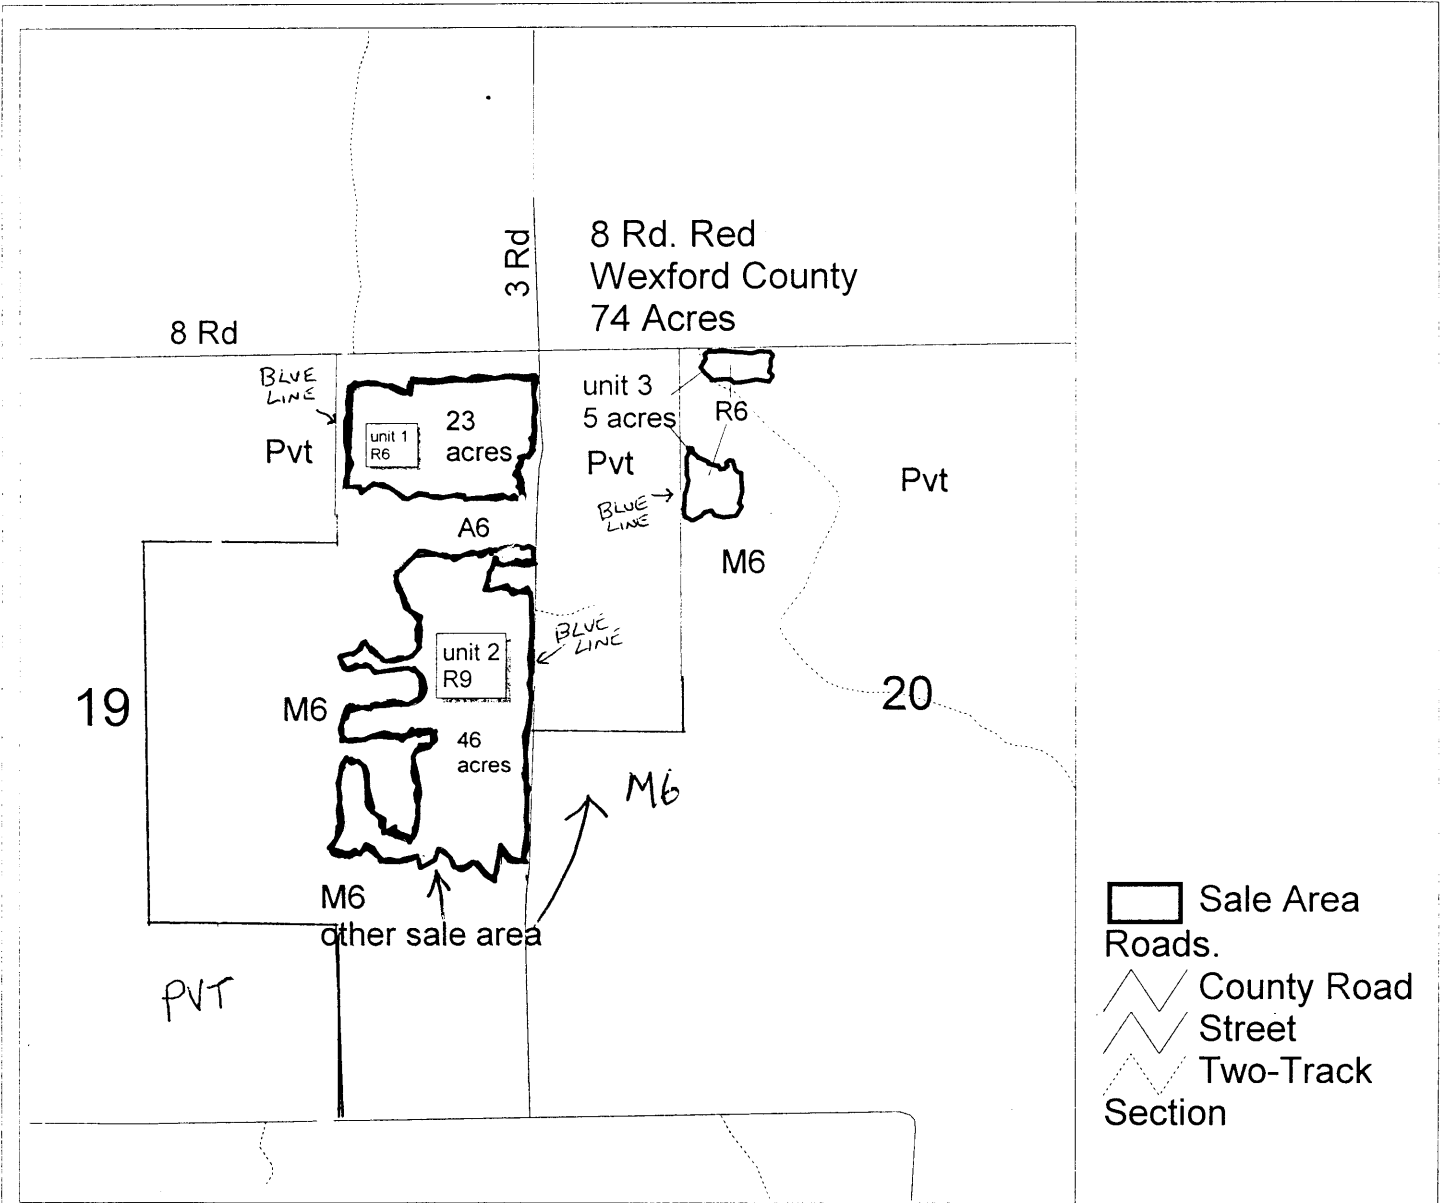 3 Rd
8 Rd. Red
Wexford County
74 Acres
8 Rd
BLUE
LINE
Pvt
unit 1
R6
23
acres
unit 3
5 acres
R6
Pvt
BLUE
LINE
Pvt
A6
M6
BLUE
LINE
unit 2
R9
19
M6
20
46
acres
M6
M6
other sale area
PVT
Sale Area
Roads.
County Road
Street
Two-Track
Section